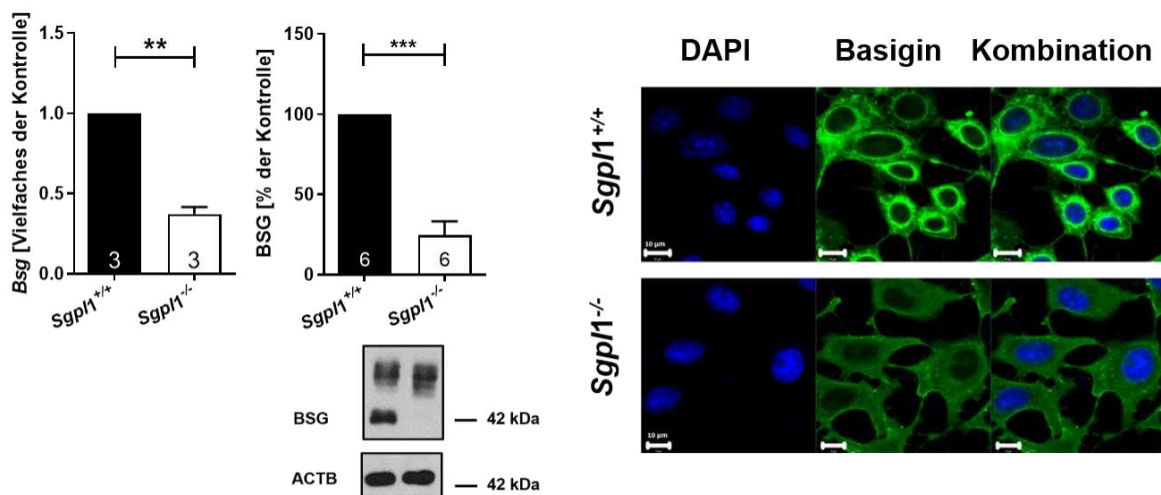 Bsg [Vielfaches der Kontrolle]
1.5
1.0
0.5
0.0
**
3
3
Sgpl1+/+
Sgpl1-/-
BSG [% der Kontrolle]
150
100
50
0
***
6
6
Sgpl1+/+
Sgpl1-/-
BSG
42 kDa
ACTB
42 kDa
DAPI
Basigin
Kombination
Sgpl1+/+
10 µm
Sgpl1-/-
10 µm